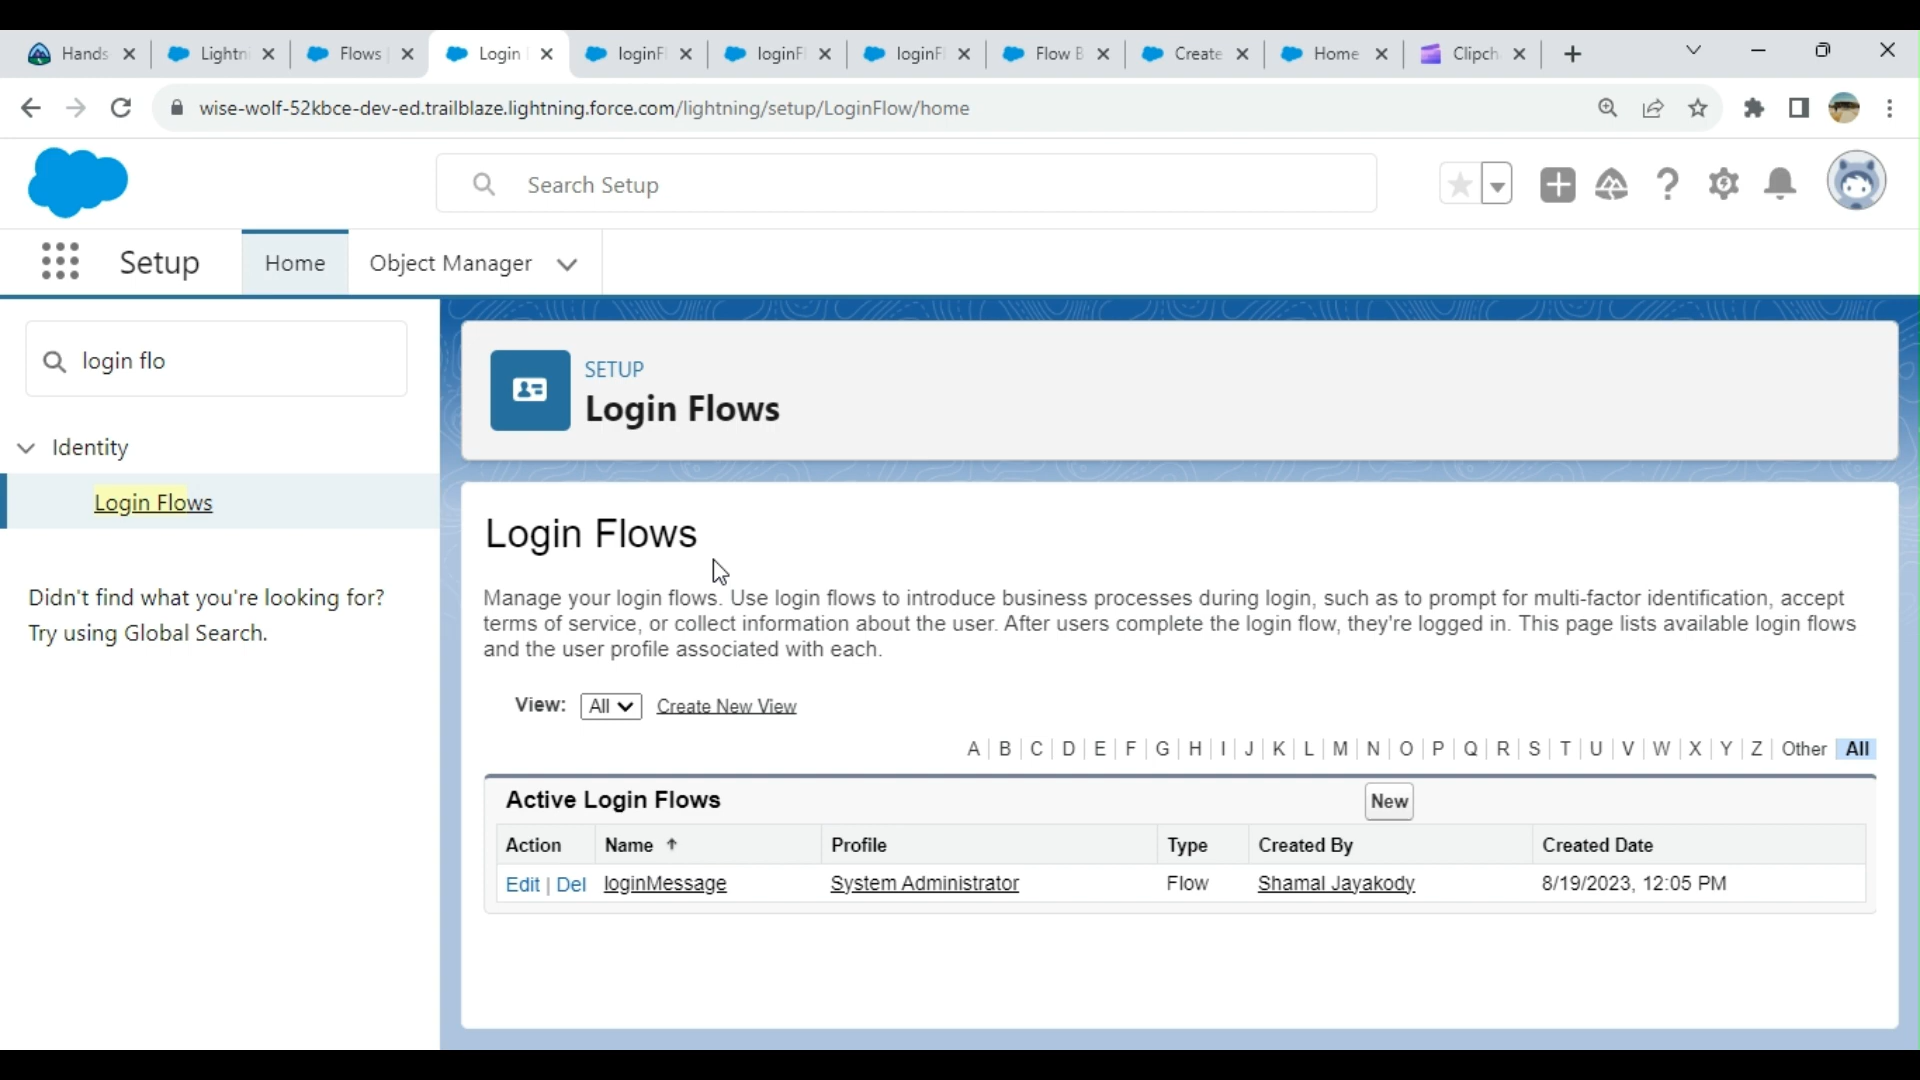 Hands
Lightni
Flows
Login
loginF
loginF
loginF
Flow B
Create
Home
Clipch
wise-wolf-52kbce-dev-ed.trailblaze.lightning.force.com/lightning/setup/LoginFlow/home
Search Setup
Setup
Home
Object Manager
login flo
Identity
Login Flows
Didn't find what you're looking for?
Try using Global Search.
SETUP
Login Flows
Login Flows
Manage your login flows. Use login flows to introduce business processes during login, such as to prompt for multi-factor identification, accept
terms of service, or collect information about the user. After users complete the login flow, they're logged in. This page lists available login flows
and the user profile associated with each.
View: All Create New View
A | B | C | D | E | F | G | H | I | J | K | L | M | N | O | P | Q | R | S | T | U | V | W | X | Y | Z | Other All
Active Login Flows New
Action Name Profile Type Created By Created Date
Edit | Del loginMessage System Administrator Flow Shamal Jayakody 8/19/2023, 12:05 PM